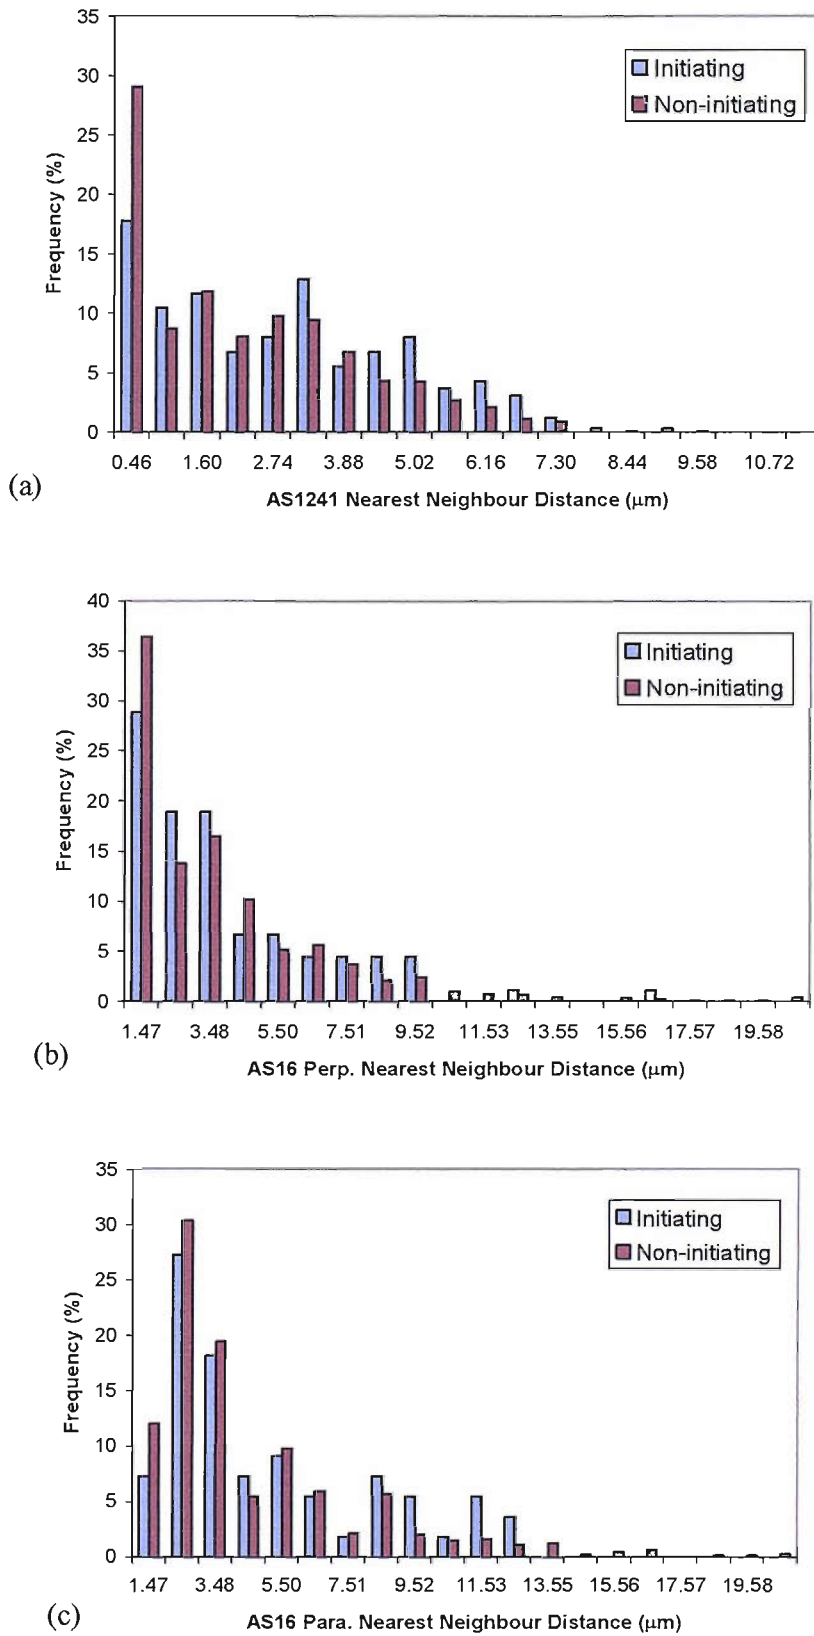 35
30
25
20
15
10
5
0
Frequency (%)
Initiating
Non-initiating
0.46 1.60 2.74 3.88 5.02 6.16 7.30 8.44 9.58 10.72
AS1241 Nearest Neighbour Distance (μm)
(a)
40
35
30
25
20
15
10
5
0
Frequency (%)
Initiating
Non-initiating
1.47 3.48 5.50 7.51 9.52 11.53 13.55 15.56 17.57 19.58
AS16 Perp. Nearest Neighbour Distance (μm)
(b)
35
30
25
20
15
10
5
0
Frequency (%)
Initiating
Non-initiating
1.47 3.48 5.50 7.51 9.52 11.53 13.55 15.56 17.57 19.58
AS16 Para. Nearest Neighbour Distance (μm)
(c)